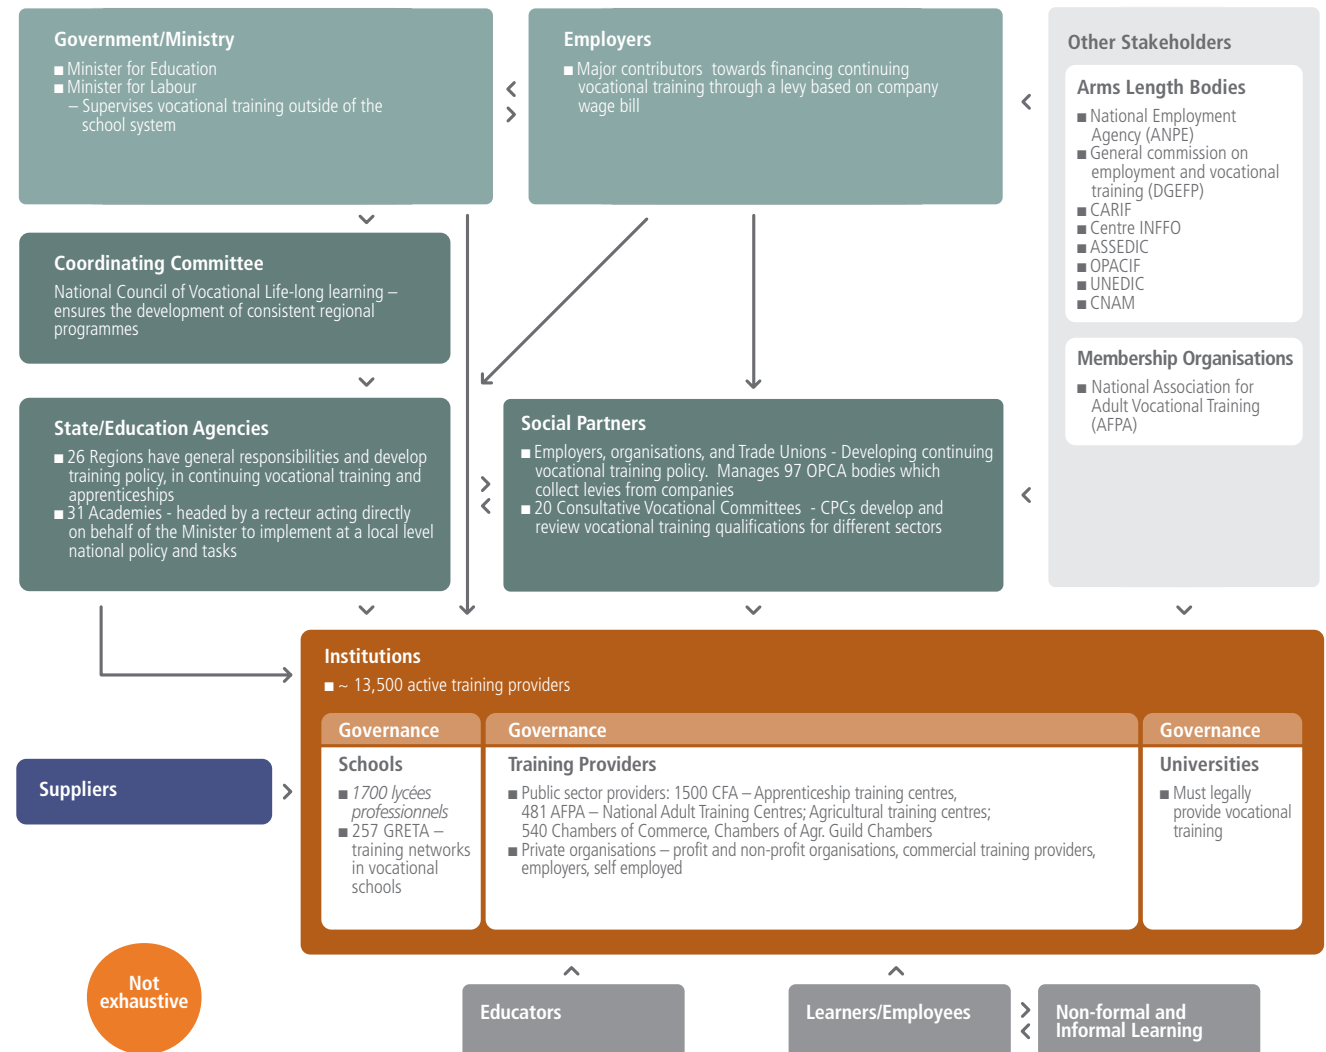 Government/Ministry
■ Minister for Education
■ Minister for Labour
– Supervises vocational training outside of the
school system
Employers
■ Major contributors towards financing continuing
vocational training through a levy based on company
wage bill
Other Stakeholders
Arms Length Bodies
■ National Employment
Agency (ANPE)
■ General commission on
employment and vocational
training (DGEFP)
■ CARIF
■ Centre INFFO
■ ASSEDIC
■ OPACIF
■ UNEDIC
■ CNAM
Membership Organisations
■ National Association for
Adult Vocational Training
(AFPA)
Coordinating Committee
National Council of Vocational Life-long learning –
ensures the development of consistent regional
programmes
State/Education Agencies
■ 26 Regions have general responsibilities and develop
training policy, in continuing vocational training and
apprenticeships
■ 31 Academies - headed by a recteur acting directly
on behalf of the Minister to implement at a local level
national policy and tasks
Social Partners
■ Employers, organisations, and Trade Unions - Developing continuing
vocational training policy. Manages 97 OPCA bodies which
collect levies from companies
■ 20 Consultative Vocational Committees - CPCs develop and
review vocational training qualifications for different sectors
Institutions
■ ~ 13,500 active training providers
Governance
Schools
■ 1700 lycées
professionnels
■ 257 GRETA –
training networks
in vocational
schools
Governance
Training Providers
■ Public sector providers: 1500 CFA – Apprenticeship training centres,
481 AFPA – National Adult Training Centres; Agricultural training centres;
540 Chambers of Commerce, Chambers of Agr. Guild Chambers
■ Private organisations – profit and non-profit organisations, commercial training providers,
employers, self employed
Governance
Universities
■ Must legally
provide vocational
training
Suppliers
Not
exhaustive
Educators
Learners/Employees
Non-formal and
Informal Learning